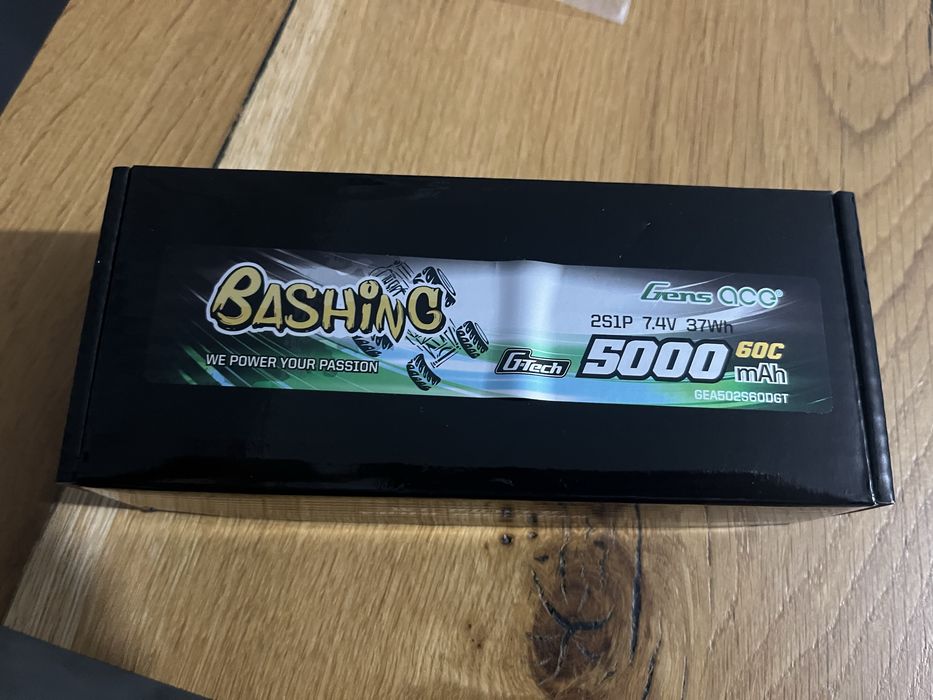 BASHiNG
WE POWER YOUR PASSION
Gens ace®
2S1P 7.4V 37Wh
G-Tech 5000 60C mAh
GEA502S60DGT